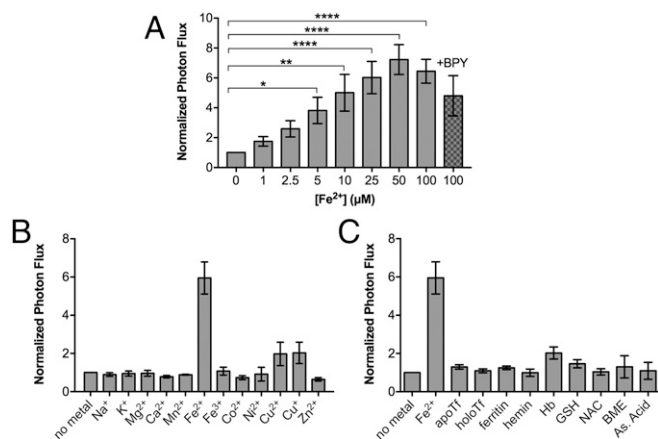 A
Normalized Photon Flux
10
8
6
4
2
0
****
****
****
**
*
+BPY
0 1 2.5 5 10 25 50 100 100
[Fe²⁺] (µM)
B
Normalized Photon Flux
8
6
4
2
0
no metal Na⁺ K⁺ Mg²⁺ Ca²⁺ Mn²⁺ Fe²⁺ Fe³⁺ Co²⁺ Ni²⁺ Cu²⁺ Cu⁺ Zn²⁺
C
Normalized Photon Flux
8
6
4
2
0
no metal Fe²⁺ apoTf holoTf ferritin hemin Hb GSH NAC BME As. Acid